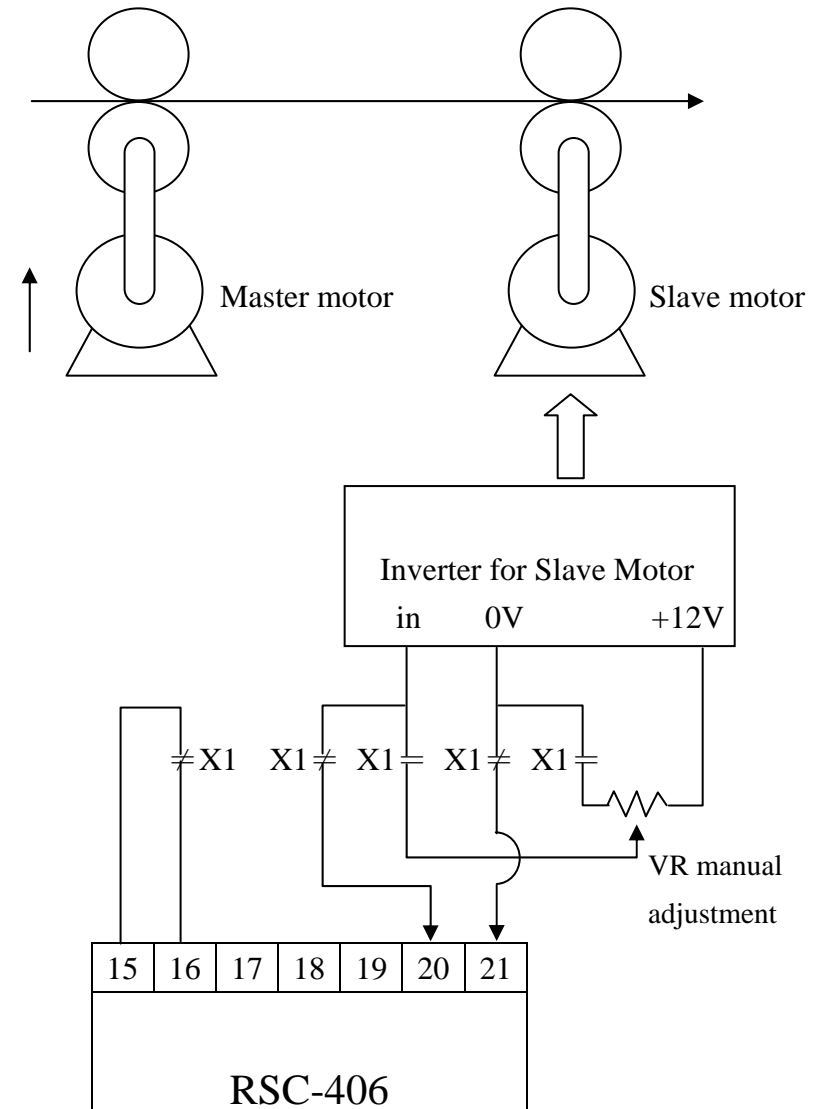 Master motor
Slave motor
Inverter for Slave Motor
in 0V +12V
X1 X1 X1 X1 X1
VR manual
adjustment
15 16 17 18 19 20 21
RSC-406